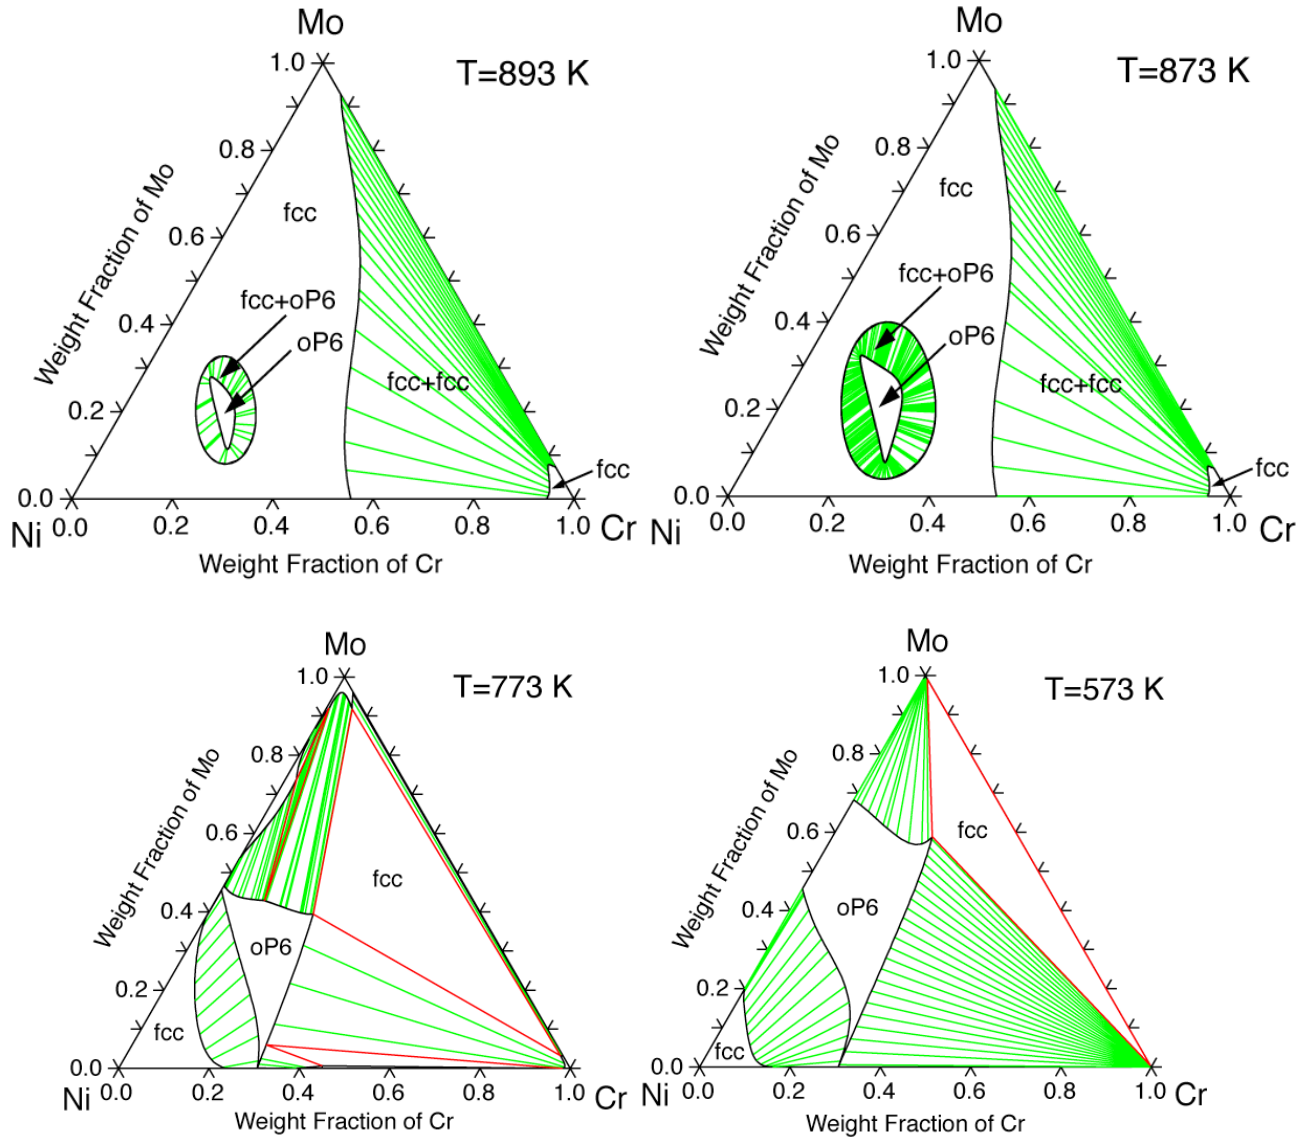 Mo
T=893 K
1.0
0.8
0.6
0.4
0.2
0.0
Weight Fraction of Mo
fcc
fcc+oP6
oP6
fcc+fcc
fcc
Ni
0.0 0.2 0.4 0.6 0.8 1.0
Cr
Weight Fraction of Cr
Mo
T=873 K
1.0
0.8
0.6
0.4
0.2
0.0
Weight Fraction of Mo
fcc
fcc+oP6
oP6
fcc+fcc
fcc
Ni
0.0 0.2 0.4 0.6 0.8 1.0
Cr
Weight Fraction of Cr
Mo
T=773 K
1.0
0.8
0.6
0.4
0.2
0.0
Weight Fraction of Mo
fcc
oP6
fcc
Ni
0.0 0.2 0.4 0.6 0.8 1.0
Cr
Weight Fraction of Cr
Mo
T=573 K
1.0
0.8
0.6
0.4
0.2
0.0
Weight Fraction of Mo
fcc
oP6
fcc
Ni
0.0 0.2 0.4 0.6 0.8 1.0
Cr
Weight Fraction of Cr